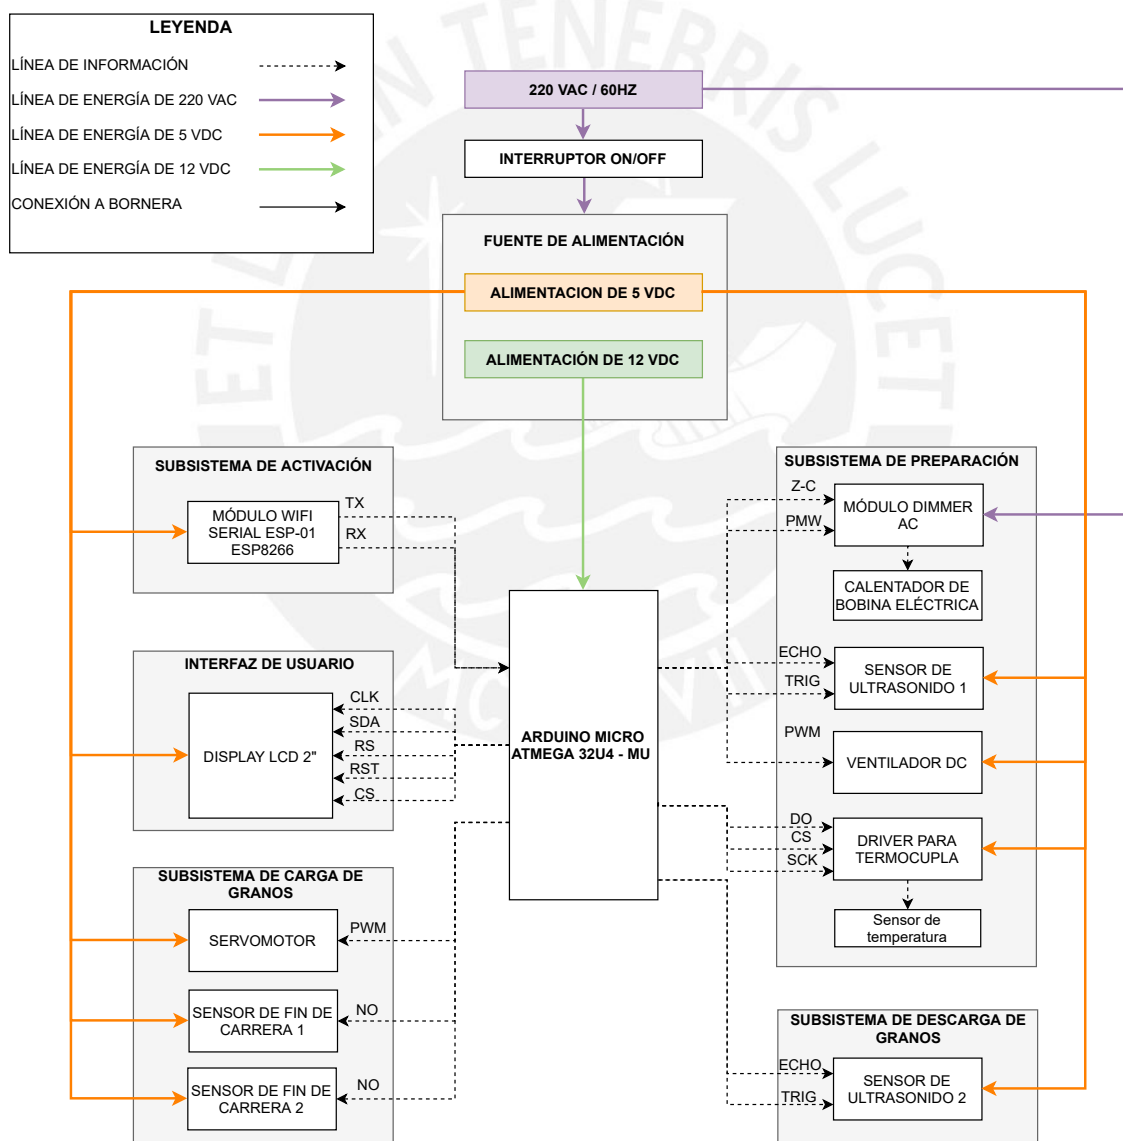 LEYENDA
LÍNEA DE INFORMACIÓN
LÍNEA DE ENERGÍA DE 220 VAC
LÍNEA DE ENERGÍA DE 5 VDC
LÍNEA DE ENERGÍA DE 12 VDC
CONEXIÓN A BORNERA
220 VAC / 60HZ
INTERRUPTOR ON/OFF
FUENTE DE ALIMENTACIÓN
ALIMENTACION DE 5 VDC
ALIMENTACIÓN DE 12 VDC
SUBSISTEMA DE ACTIVACIÓN
MÓDULO WIFI
SERIAL ESP-01
ESP8266
TX
RX
INTERFAZ DE USUARIO
DISPLAY LCD 2"
CLK
SDA
RS
RST
CS
SUBSISTEMA DE CARGA DE
GRANOS
SERVOMOTOR
PWM
SENSOR DE FIN DE
CARRERA 1
NO
SENSOR DE FIN DE
CARRERA 2
NO
ARDUINO MICRO
ATMEGA 32U4 - MU
SUBSISTEMA DE PREPARACIÓN
Z-C
PMW
MÓDULO DIMMER
AC
CALENTADOR DE
BOBINA ELÉCTRICA
ECHO
TRIG
SENSOR DE
ULTRASONIDO 1
PWM
VENTILADOR DC
DO
CS
SCK
DRIVER PARA
TERMOCUPLA
Sensor de
temperatura
SUBSISTEMA DE DESCARGA DE
GRANOS
ECHO
TRIG
SENSOR DE
ULTRASONIDO 2